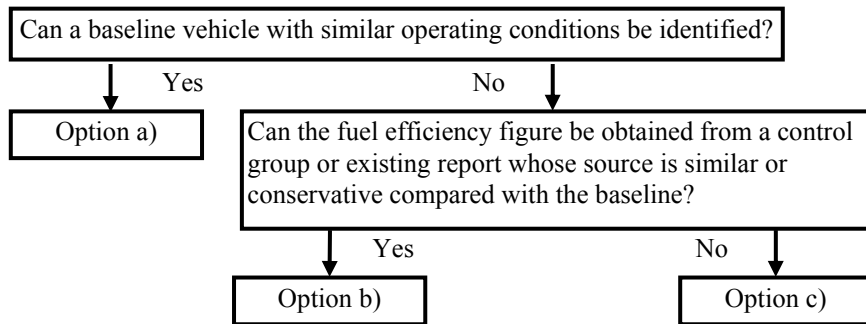 Can a baseline vehicle with similar operating conditions be identified?
Yes
No
Option a)
Can the fuel efficiency figure be obtained from a control
group or existing report whose source is similar or
conservative compared with the baseline?
Yes
No
Option b)
Option c)